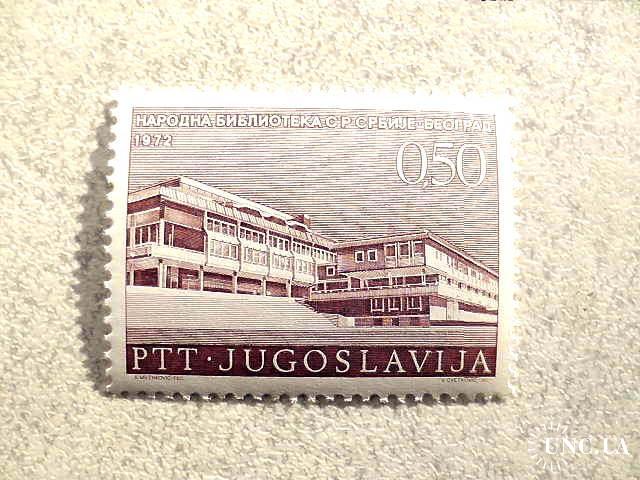 НАРОДНА БИБЛИОТЕКА С Р СРБИЈЕ-БЕОГРАД
1972
0,50
PTT · JUGOSLAVIJA
UNC.UA